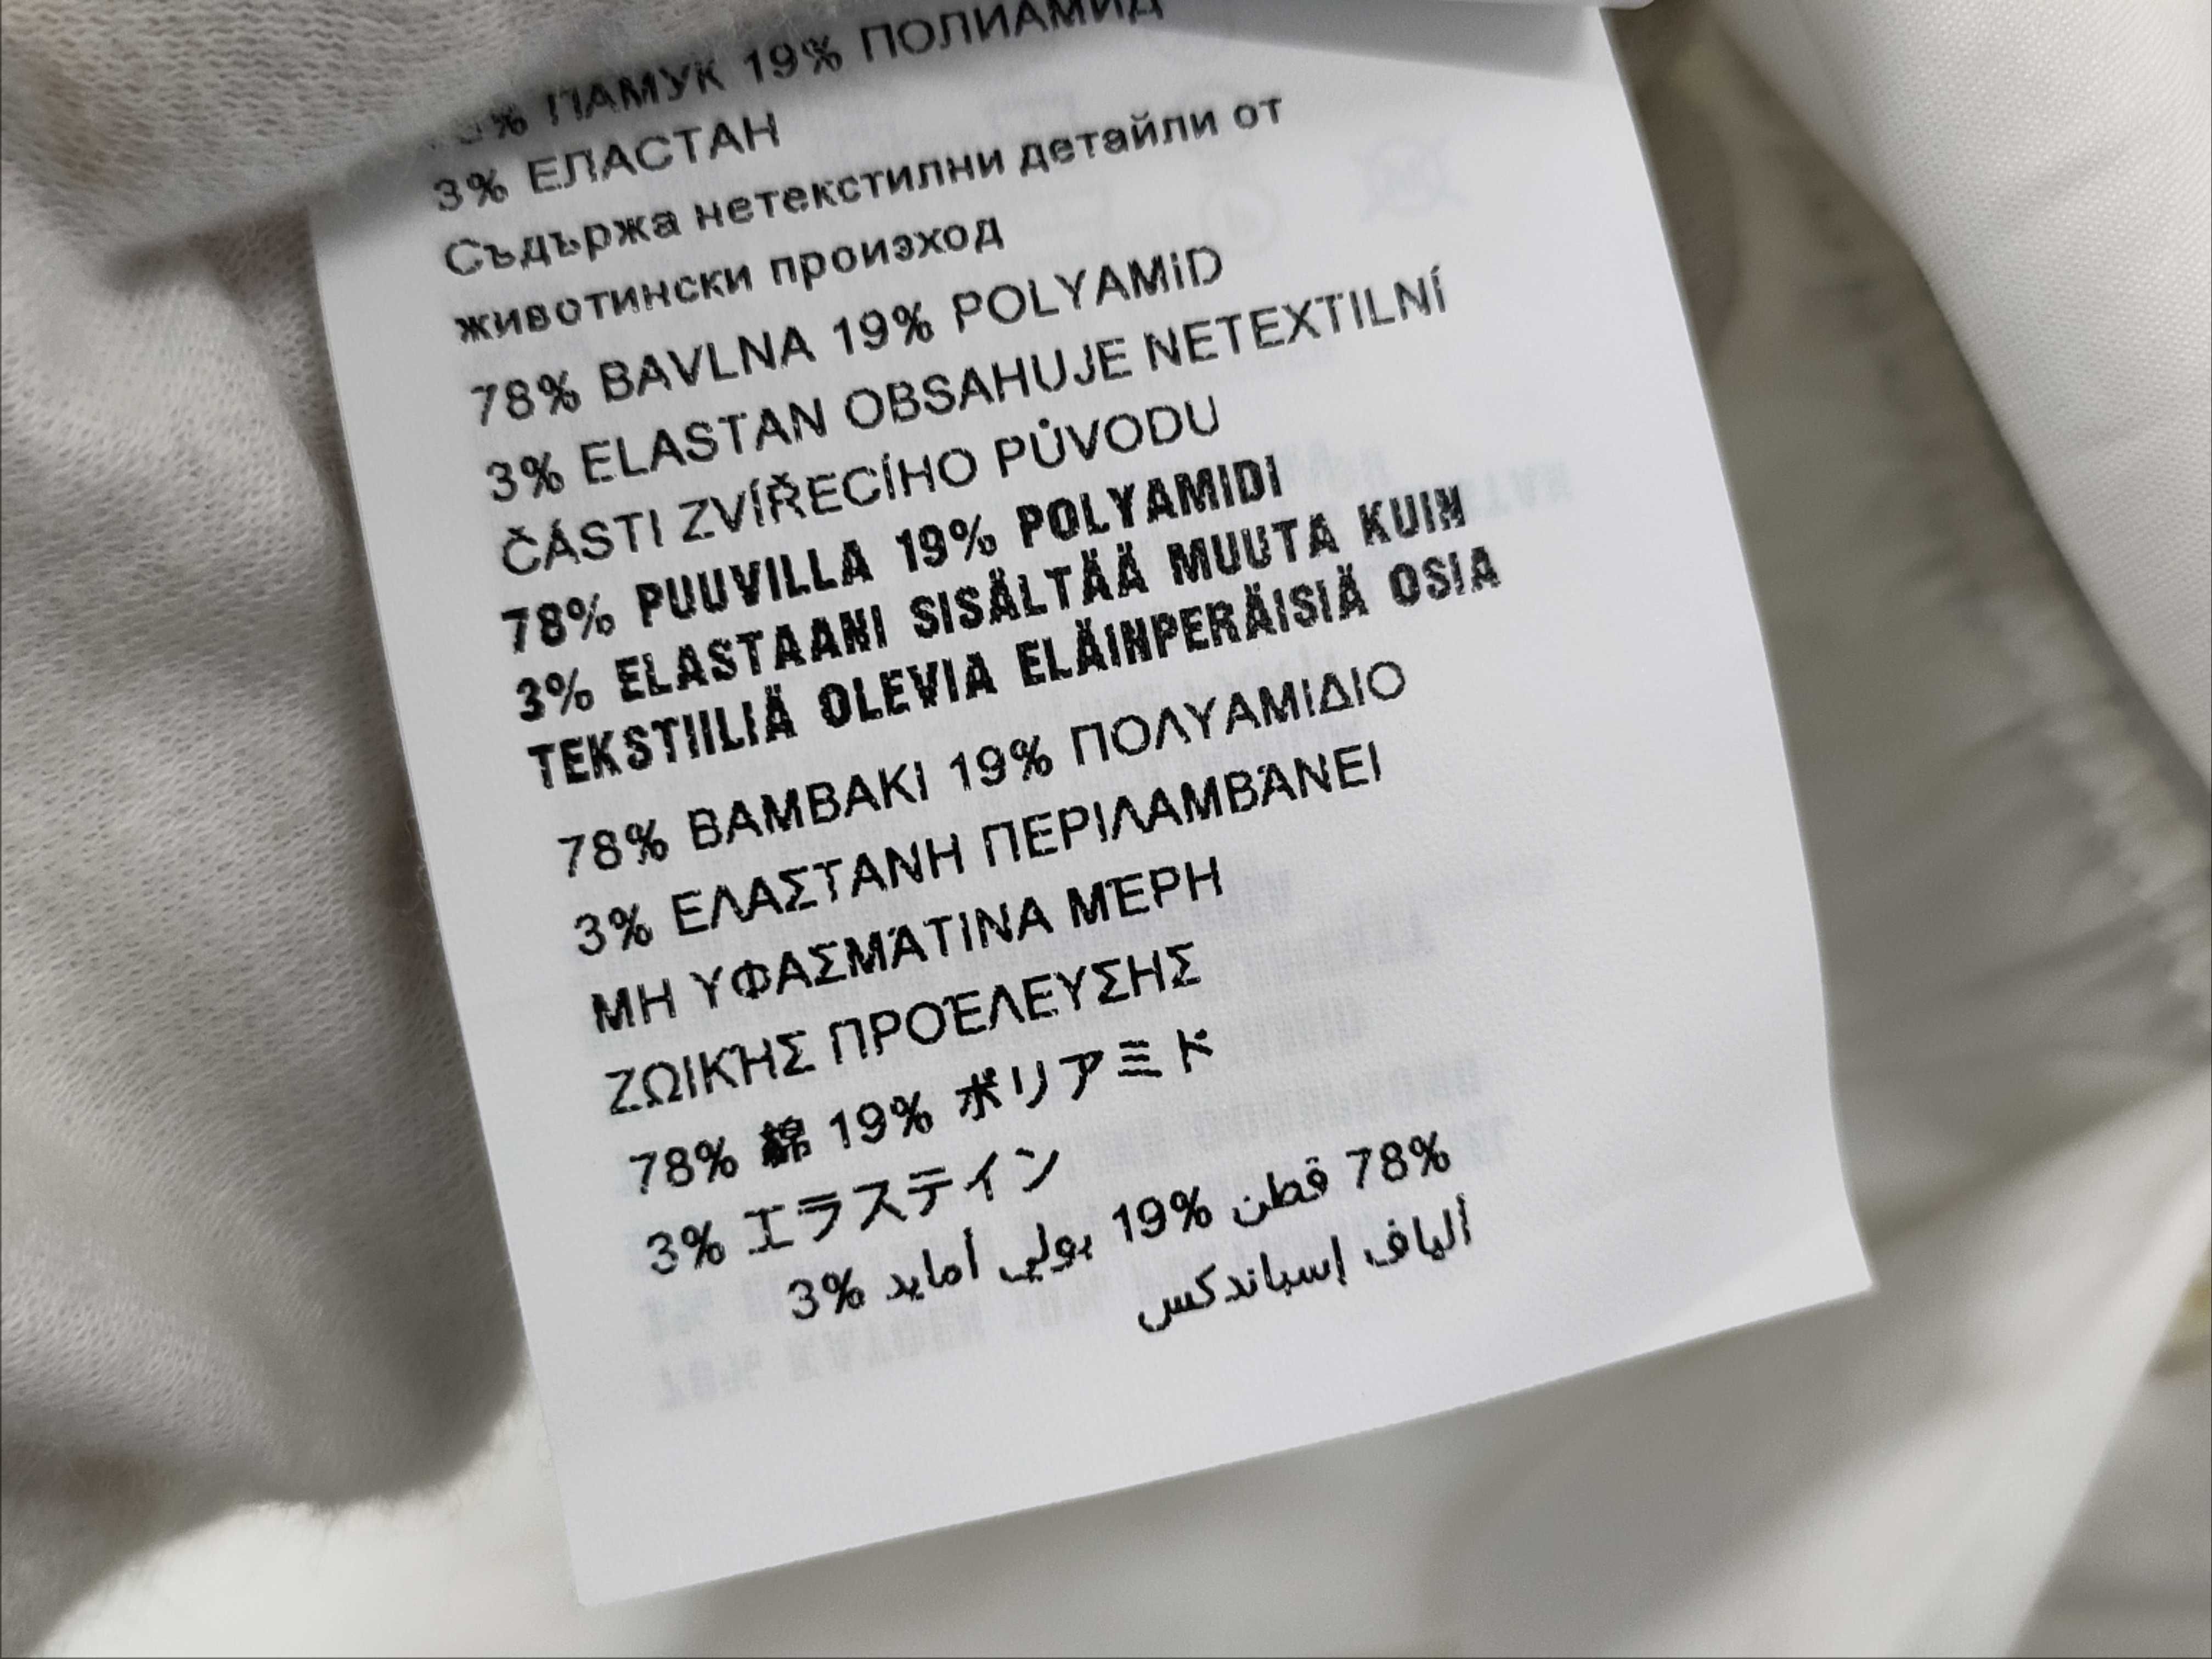 % ПАМУК 19% ПОЛИАМИД
3% ЕЛАСТАН
Съдържа нетекстилни детайли от
животински произход
78% BAVLNA 19% POLYAMID
3% ELASTAN OBSAHUJE NETEXTILNÍ
ČÁSTI ZVÍŘECÍHO PŮVODU
78% PUUVILLA 19% POLYAMIDI
3% ELASTAANI SISÄLTÄÄ MUUTA KUIN
TEKSTIILIÄ OLEVIA ELÄINPERÄISIÄ OSIA
78% ΒΑΜΒΑΚΙ 19% ΠΟΛΥΑΜΙΔΙΟ
3% ΕΛΑΣΤΑΝΗ ΠΕΡΙΛΑΜΒΆΝΕΙ
ΜΗ ΥΦΑΣΜΆΤΙΝΑ ΜΈΡΗ
ΖΩΙΚΉΣ ΠΡΟΈΛΕΥΣΗΣ
78% 綿 19% ポリアミド
3% エラステイン
78% قطن 19% بولي أمايد 3%
ألياف إسباندكس